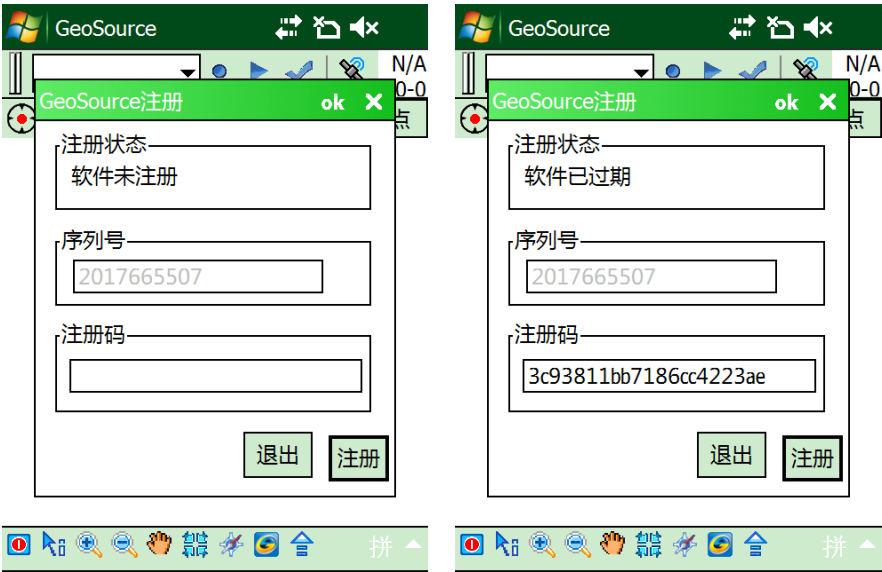 GeoSource
N/A
0-0
GeoSource注册 ok
点
注册状态
软件未注册
序列号
2017665507
注册码
退出 注册
拼
GeoSource
N/A
0-0
GeoSource注册 ok
点
注册状态
软件已过期
序列号
2017665507
注册码
3c93811bb7186cc4223ae
退出 注册
拼